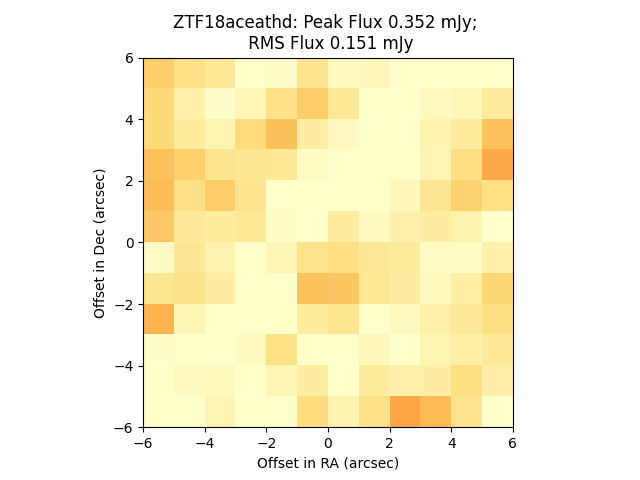 ZTF18aceathd: Peak Flux 0.352 mJy;
RMS Flux 0.151 mJy
6
4
2
0
−2
−4
−6
Offset in Dec (arcsec)
−6 −4 −2 0 2 4 6
Offset in RA (arcsec)